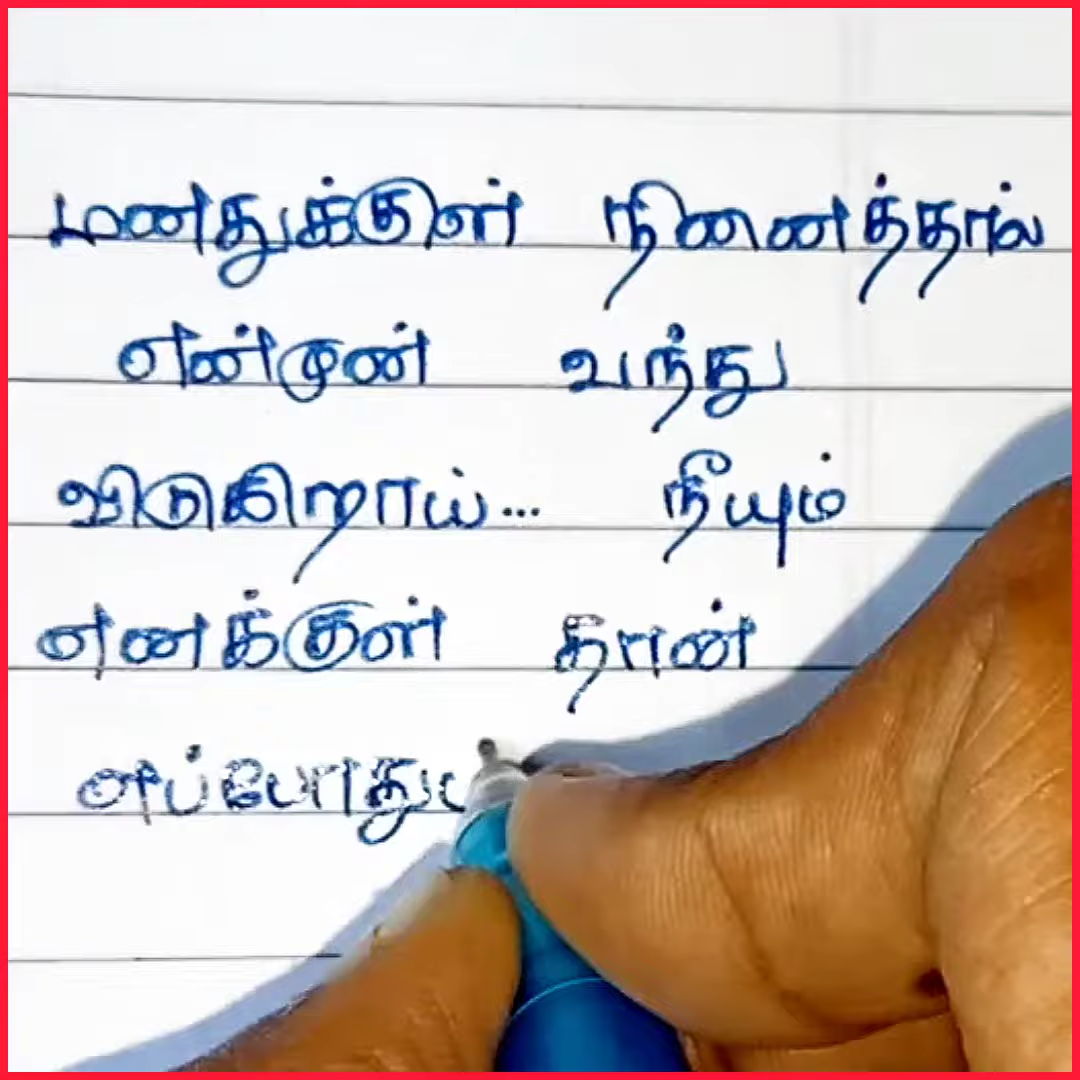 மனதுக்குள் நினைத்தால்
என்முன் வந்து
விடுகிறாய்... நீயும்
எனக்குள் தான்
எப்போதும்